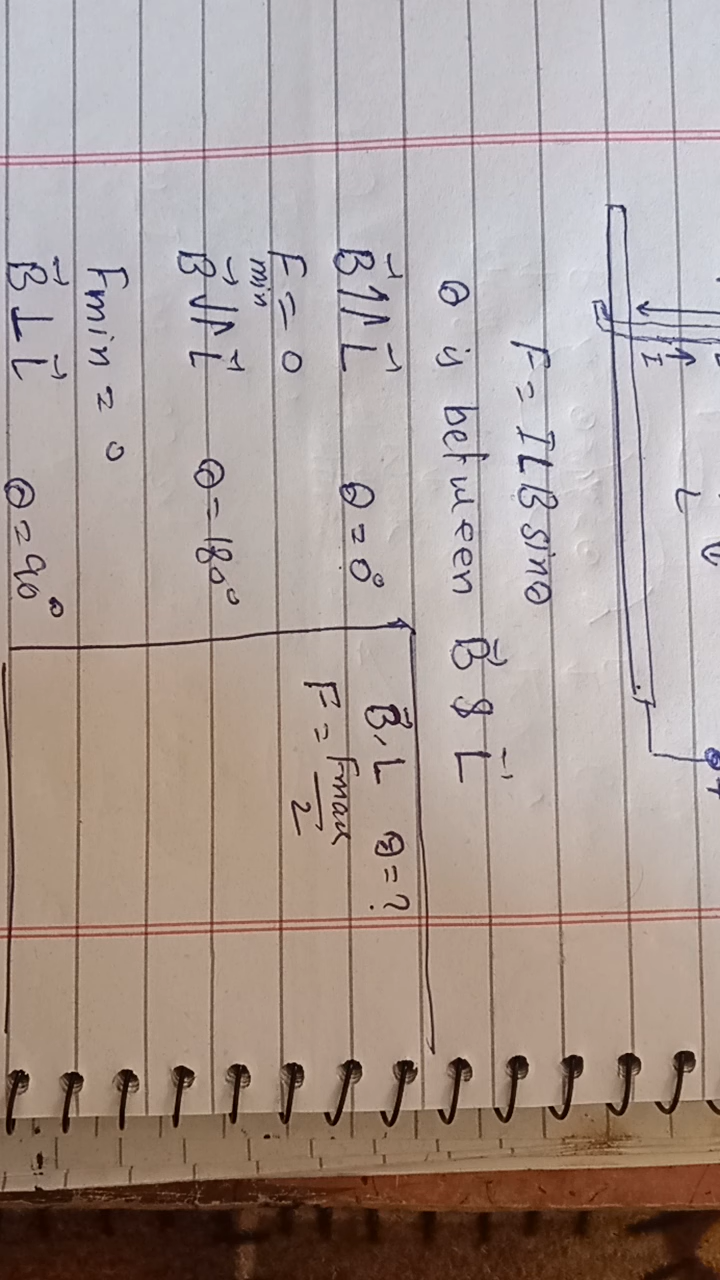 I
L
F = ILB sinθ
θ is between B⃗ & L⃗
B⃗ ↑↑ L⃗ θ = 0°
F = 0
min
B⃗ ↓↑ L⃗ θ = 180°
Fmin = 0
B⃗ ⊥ L⃗ θ = 90°
B⃗, L θ = ?
F = Fmax
2